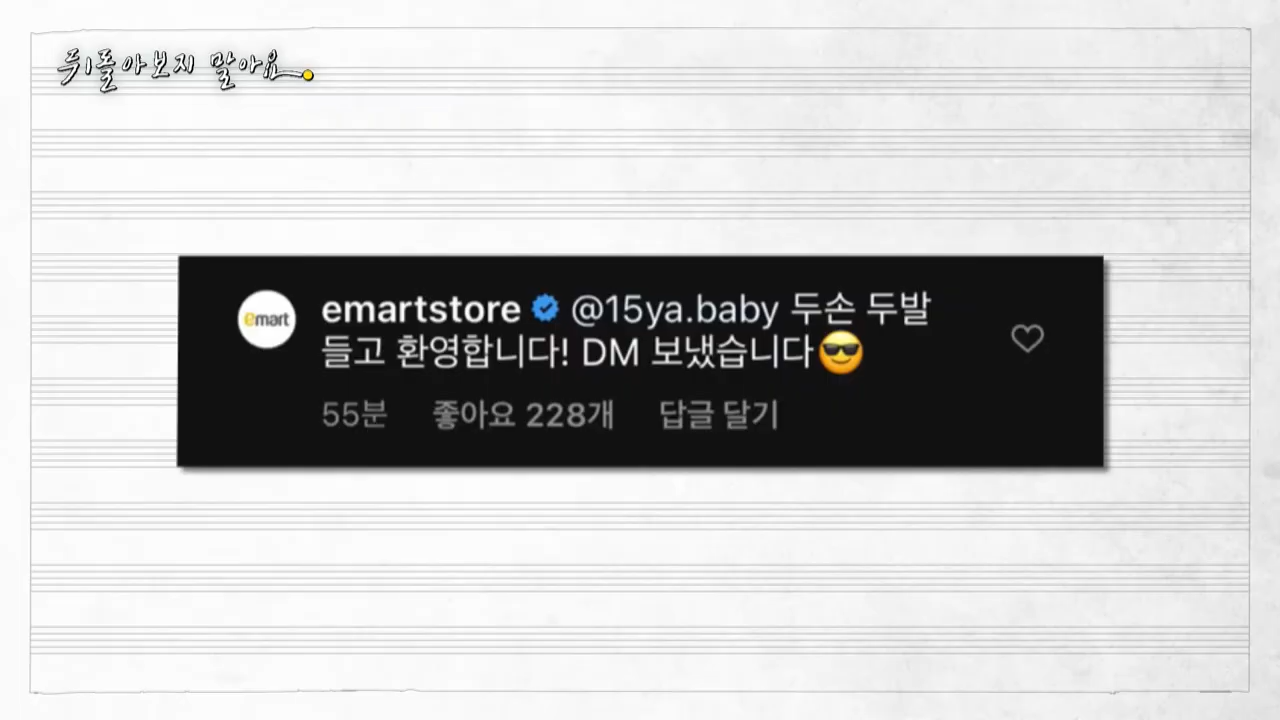 뒤돌아보지 말아요.
emart
emartstore @15ya.baby 두손 두발
들고 환영합니다! DM 보냈습니다😎
55분 좋아요 228개 답글 달기